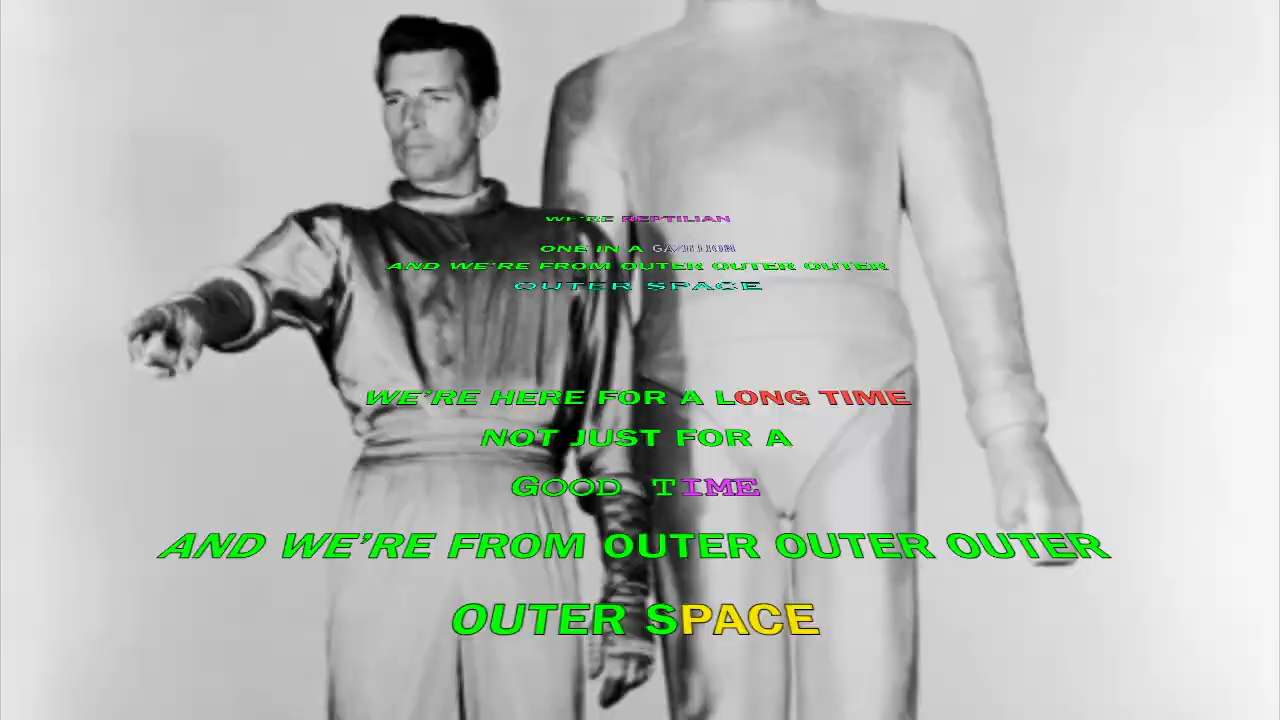 WE'RE REPTILIAN
ONE IN A GAZILLION
AND WE'RE FROM OUTER OUTER OUTER
OUTER SPACE
WE'RE HERE FOR A LONG TIME
NOT JUST FOR A
GOOD TIME
AND WE'RE FROM OUTER OUTER OUTER
OUTER SPACE